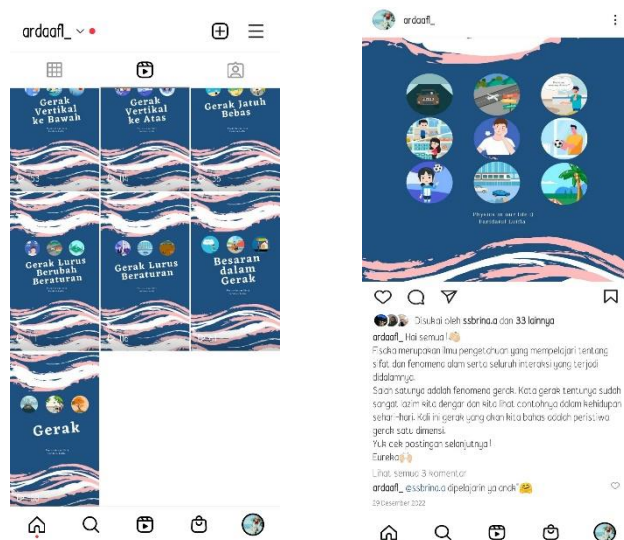 ardaafl_
Gerak
Vertikal
ke Bawah
Gerak
Vertikal
ke Atas
Gerak Jatuh
Bebas
Gerak Lurus
Berubah
Beraturan
Gerak Lurus
Beraturan
Besaran
dalam
Gerak
Gerak
ardaafl_
Physics in our life
Faridatul Lutfia
Disukai oleh ssbrina.a dan 33 lainnya
ardaafl_ Hai semua!
Fisika merupakan ilmu pengetahuan yang mempelajari tentang
sifat dan fenomena alam serta seluruh interaksi yang terjadi
didalamnya.
Salah satunya adalah fenomena gerak. Kata gerak tentunya sudah
sangat lazim kita dengar dan kita lihat contohnya dalam kehidupan
sehari-hari. Kali ini gerak yang akan kita bahas adalah peristiwa
gerak satu dimensi.
Yuk cek postingan selanjutnya!
Eureka
Lihat semua 3 komentar
ardaafl_ @ssbrina.a dipelajarin ya anak"
29 Desember 2022